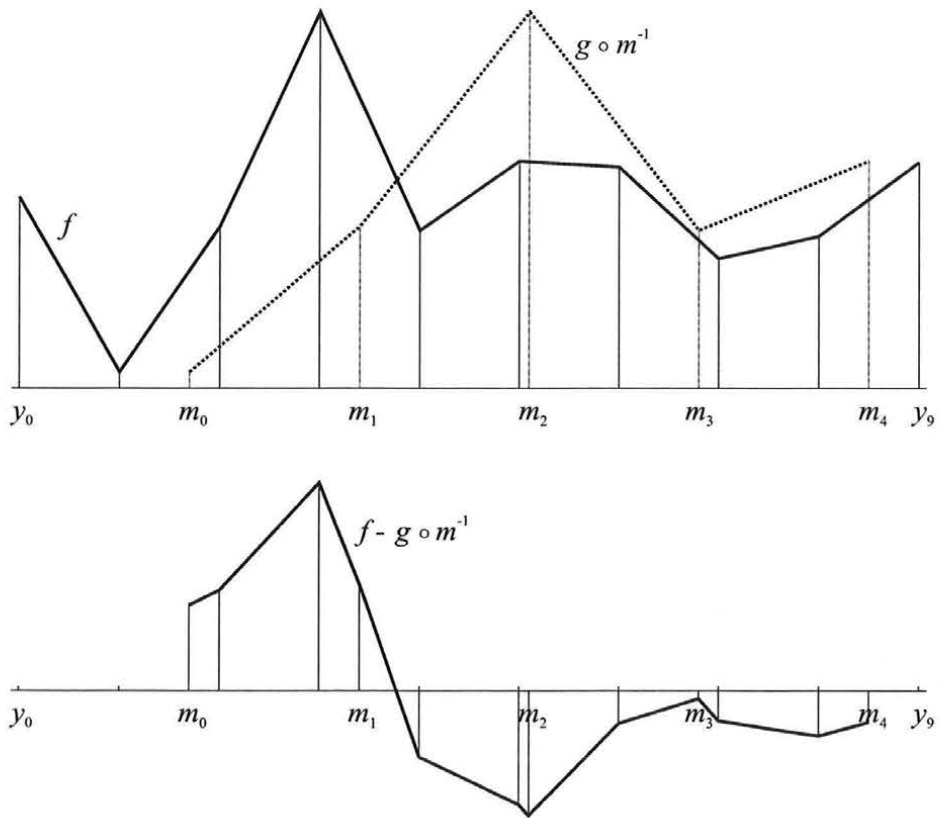 g ∘ m⁻¹
f
y₀ m₀ m₁ m₂ m₃ m₄ y₉
f - g ∘ m⁻¹
y₀ m₀ m₁ m₂ m₃ m₄ y₉